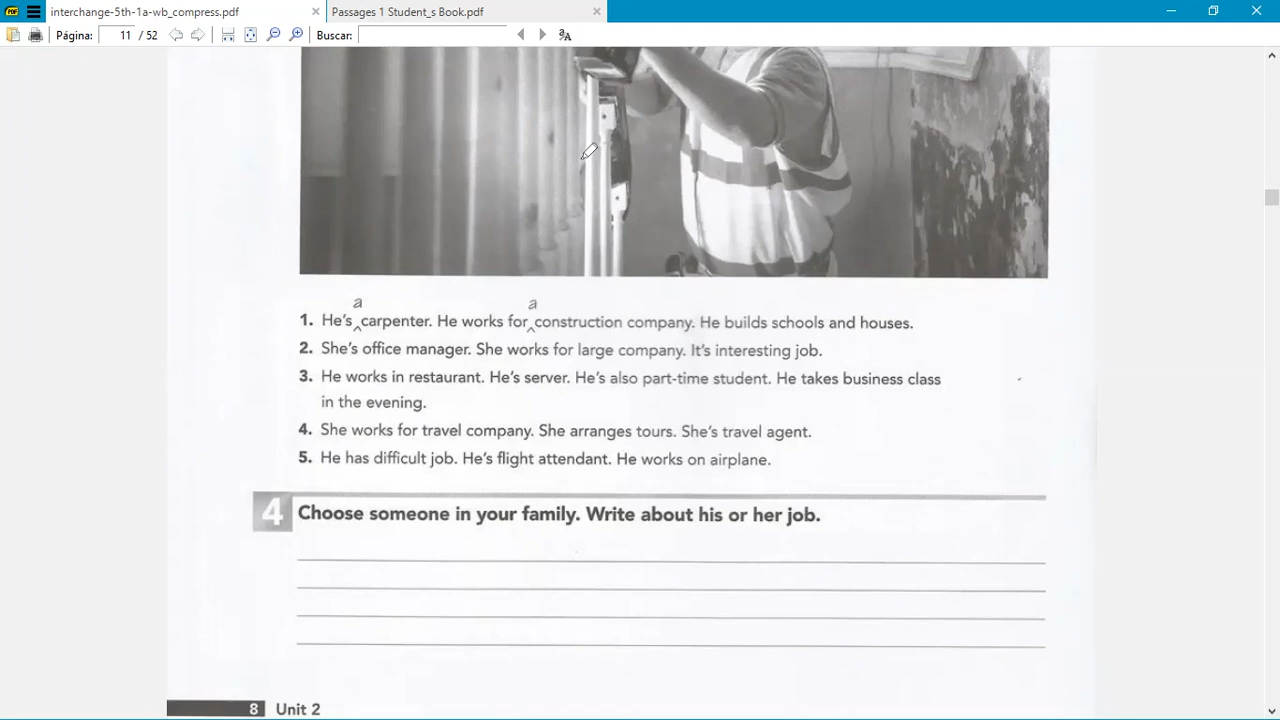 interchange-5th-1a-wb_compress.pdf
Passages 1 Student_s Book.pdf
Página: 11 / 52 Buscar:
a a
1. He's ‸carpenter. He works for‸construction company. He builds schools and houses.
2. She's office manager. She works for large company. It's interesting job.
3. He works in restaurant. He's server. He's also part-time student. He takes business class
in the evening.
4. She works for travel company. She arranges tours. She's travel agent.
5. He has difficult job. He's flight attendant. He works on airplane.
4 Choose someone in your family. Write about his or her job.
8 Unit 2